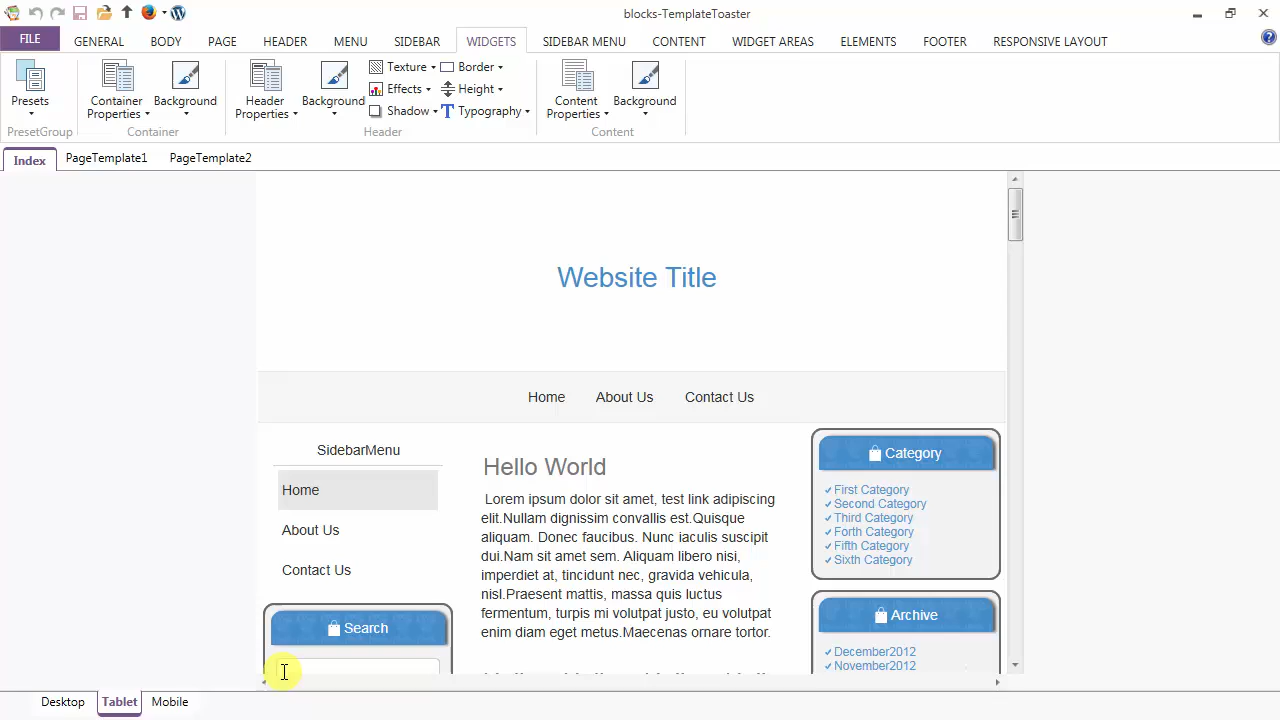 blocks-TemplateToaster
FILE GENERAL BODY PAGE HEADER MENU SIDEBAR WIDGETS SIDEBAR MENU CONTENT WIDGET AREAS ELEMENTS FOOTER RESPONSIVE LAYOUT
Presets
Container Properties
Background
Header Properties
Background
Texture
Effects
Shadow
Border
Height
Typography
Content Properties
Background
PresetGroup Container Header Content
Index PageTemplate1 PageTemplate2
Website Title
Home About Us Contact Us
SidebarMenu
Home
About Us
Contact Us
Search
Hello World
Lorem ipsum dolor sit amet, test link adipiscing
elit.Nullam dignissim convallis est.Quisque
aliquam. Donec faucibus. Nunc iaculis suscipit
dui.Nam sit amet sem. Aliquam libero nisi,
imperdiet at, tincidunt nec, gravida vehicula,
nisl.Praesent mattis, massa quis luctus
fermentum, turpis mi volutpat justo, eu volutpat
enim diam eget metus.Maecenas ornare tortor.
Category
First Category
Second Category
Third Category
Forth Category
Fifth Category
Sixth Category
Archive
December2012
November2012
Desktop Tablet Mobile